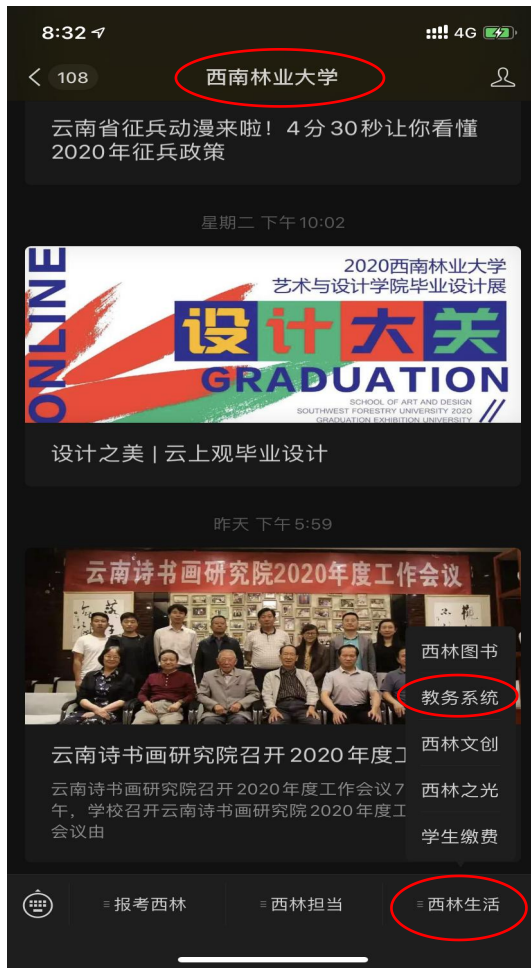 8:32
4G
108
西南林业大学
云南省征兵动漫来啦！4分30秒让你看懂
2020年征兵政策
星期二 下午10:02
ONLINE
2020西南林业大学
艺术与设计学院毕业设计展
设计大美
GRADUATION
SCHOOL OF ART AND DESIGN
SOUTHWEST FORESTRY UNIVERSITY 2020
GRADUATION EXHIBITION UNIVERSITY
设计之美 | 云上观毕业设计
昨天 下午5:59
云南诗书画研究院2020年度工作会议
云南诗书画研究院召开2020年度工
云南诗书画研究院召开2020年度工作会议7
午，学校召开云南诗书画研究院2020年度工
会议由
西林图书
教务系统
西林文创
西林之光
学生缴费
报考西林
西林担当
西林生活